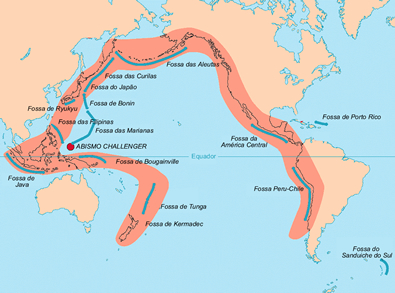 Fossa das Aleutas
Fossa das Curilas
Fossa do Japão
Fossa de Bonin
Fossa de Ryukyu
Fossa das Filipinas
Fossa das Marianas
ABISMO CHALLENGER
Fossa de Bougainville
Fossa de
Java
Equador
Fossa de Porto Rico
Fossa da
América Central
Fossa Peru-Chile
Fossa de Tunga
Fossa de Kermadec
Fossa do
Sanduiche do Sul